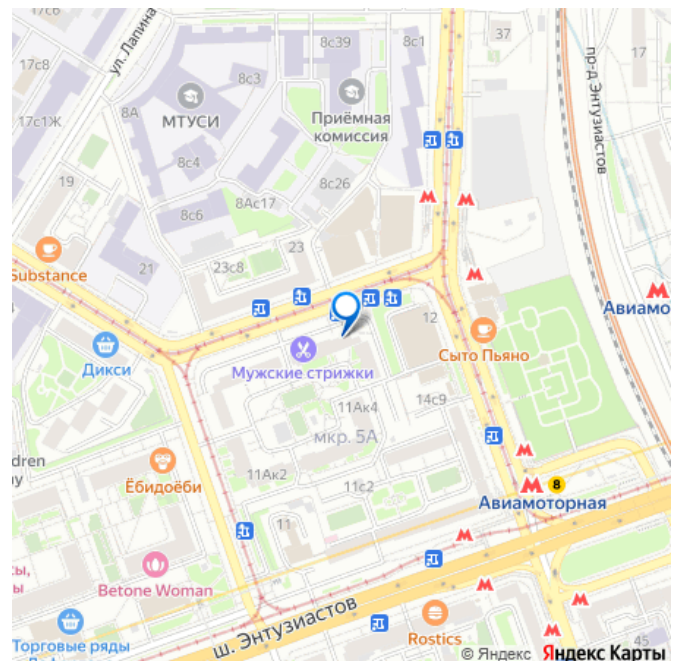 17с6
17с8
ул. Лапина
8с39
8с1
37
17
пр-д Энтузиастов
8с3
17с1Ж
8А
МТУСИ
Приёмная
комиссия
8с4
19
8с26
8Ас17
8с6
Substance
21
23
23с8
Авиамо
12
Сыто Пьяно
Дикси
Мужские стрижки
14с9
11Ак4
мкр. 5А
dren
y
Ёбидоёби
11Ак2
11с2
8
Авиамоторная
11
ы,
ы
Betone Woman
Торговые ряды
ш. Энтузиастов
Rostics
45
© Яндекс Яндекс Карты